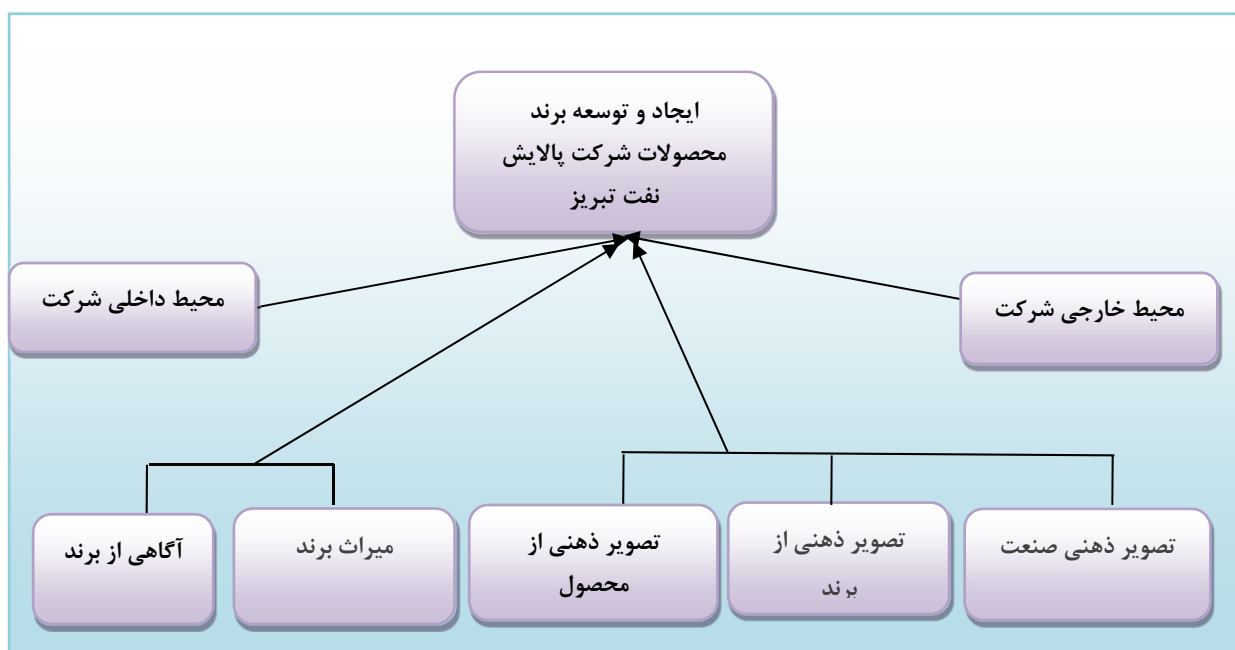 ایجاد و توسعه برند
محصولات شرکت پالایش
نفت تبریز
محیط خارجی شرکت
محیط داخلی شرکت
تصویر ذهنی صنعت
تصویر ذهنی از
برند
تصویر ذهنی از
محصول
میراث برند
آگاهی از برند